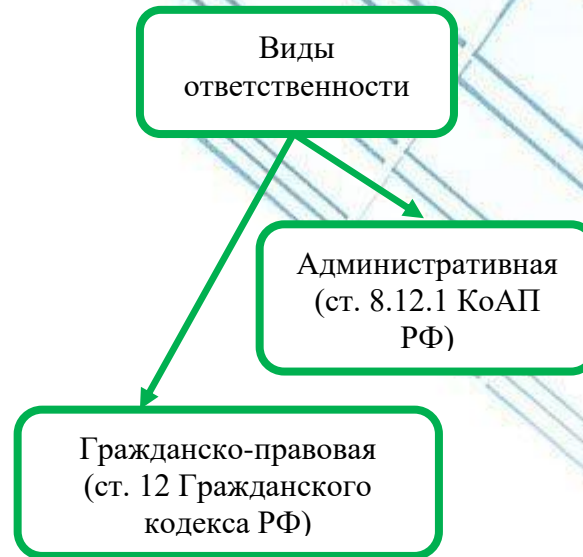 Виды
ответственности
Административная
(ст. 8.12.1 КоАП
РФ)
Гражданско-правовая
(ст. 12 Гражданского
кодекса РФ)